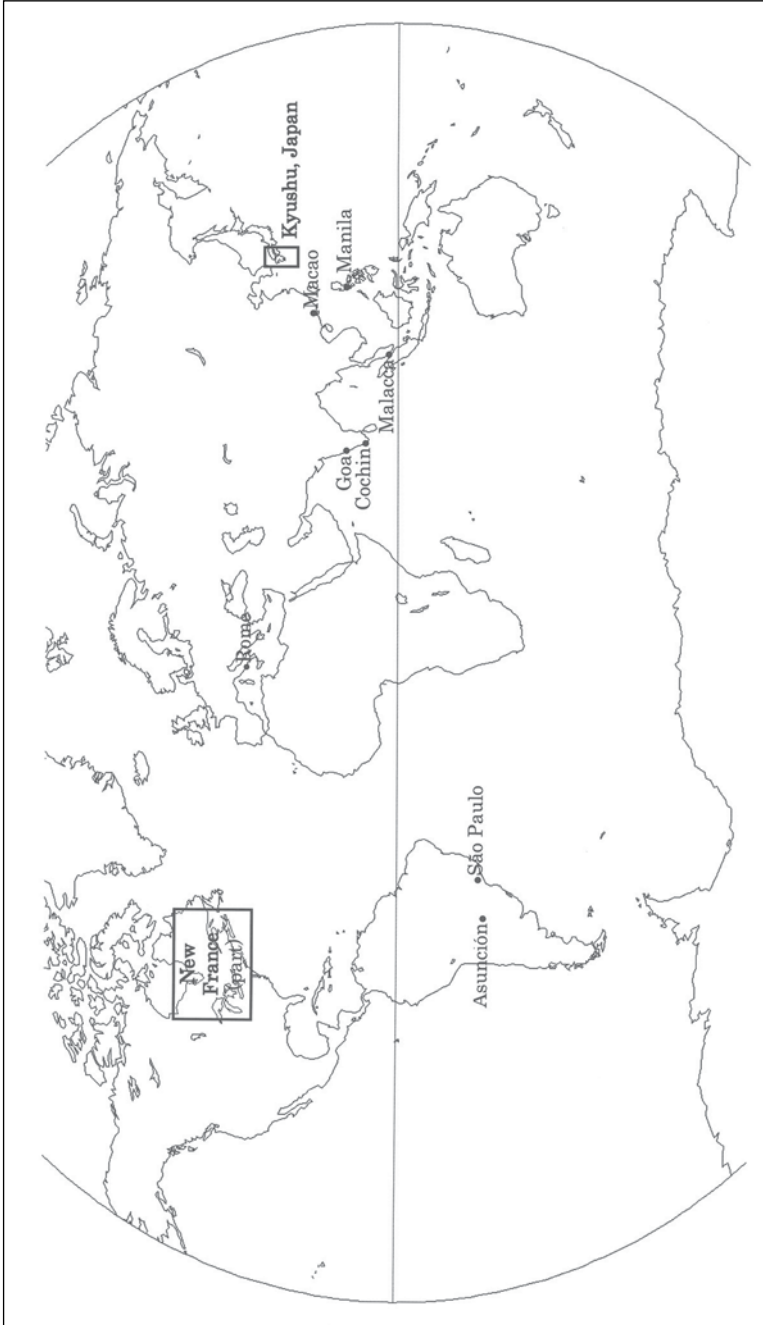 New
France
(part)
Rome
Goa
Cochin
Malacca
Macao
Manila
Kyushu, Japan
Asunción
São Paulo